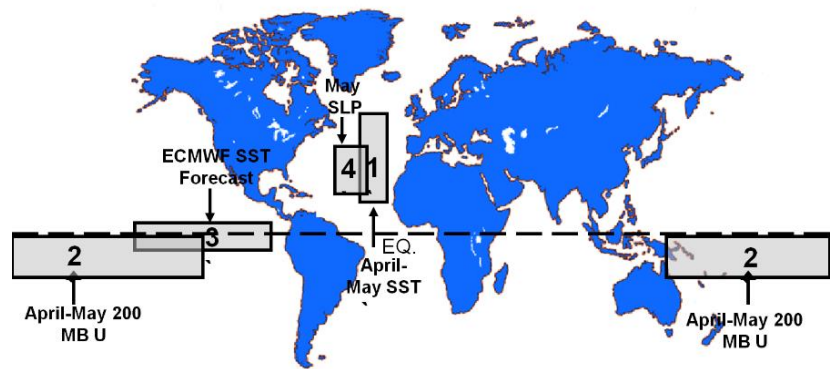 May
SLP
ECMWF SST
Forecast
4
1
3
2
EQ.
2
April-
May SST
April-May 200
MB U
April-May 200
MB U